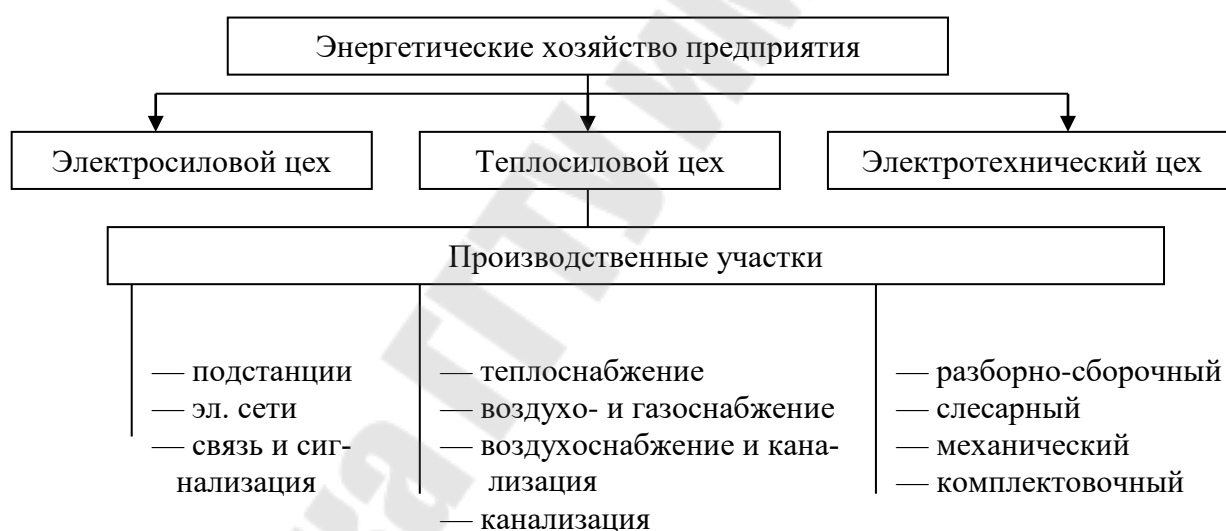 Энергетические хозяйство предприятия
Электросиловой цех
Теплосиловой цех
Электротехнический цех
Производственные участки
— подстанции
— эл. сети
— связь и сиг-
нализация
— теплоснабжение
— воздухо- и газоснабжение
— воздухоснабжение и кана-
лизация
— канализация
— разборно-сборочный
— слесарный
— механический
— комплектовочный